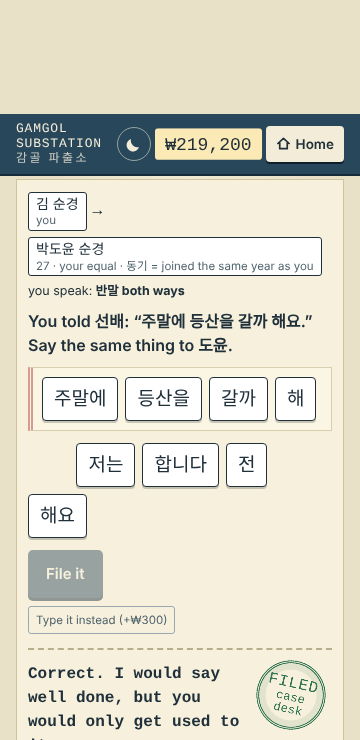 GAMGOL
SUBSTATION
감골 파출소
₩219,200
Home
김 순경
you
→
박도윤 순경
27 · your equal · 동기 = joined the same year as you
you speak: 반말 both ways
You told 선배: “주말에 등산을 갈까 해요.”
Say the same thing to 도윤.
주말에 등산을 갈까 해
저는 합니다 전
해요
File it
Type it instead (+₩300)
Correct. I would say
well done, but you
would only get used to
FILED
case
desk